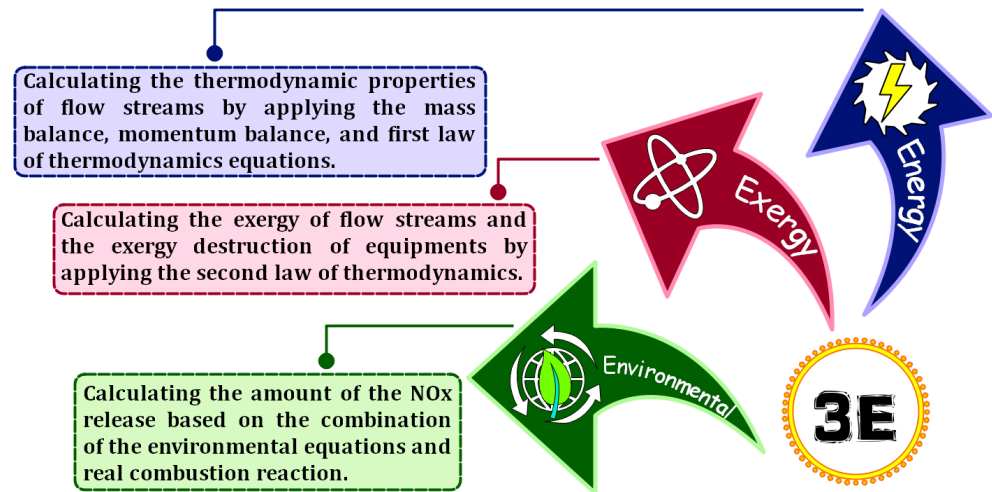 Calculating the thermodynamic properties
of flow streams by applying the mass
balance, momentum balance, and first law
of thermodynamics equations.
Energy
Calculating the exergy of flow streams and
the exergy destruction of equipments by
applying the second law of thermodynamics.
Exergy
Calculating the amount of the NOx
release based on the combination
of the environmental equations and
real combustion reaction.
Environmental
3E